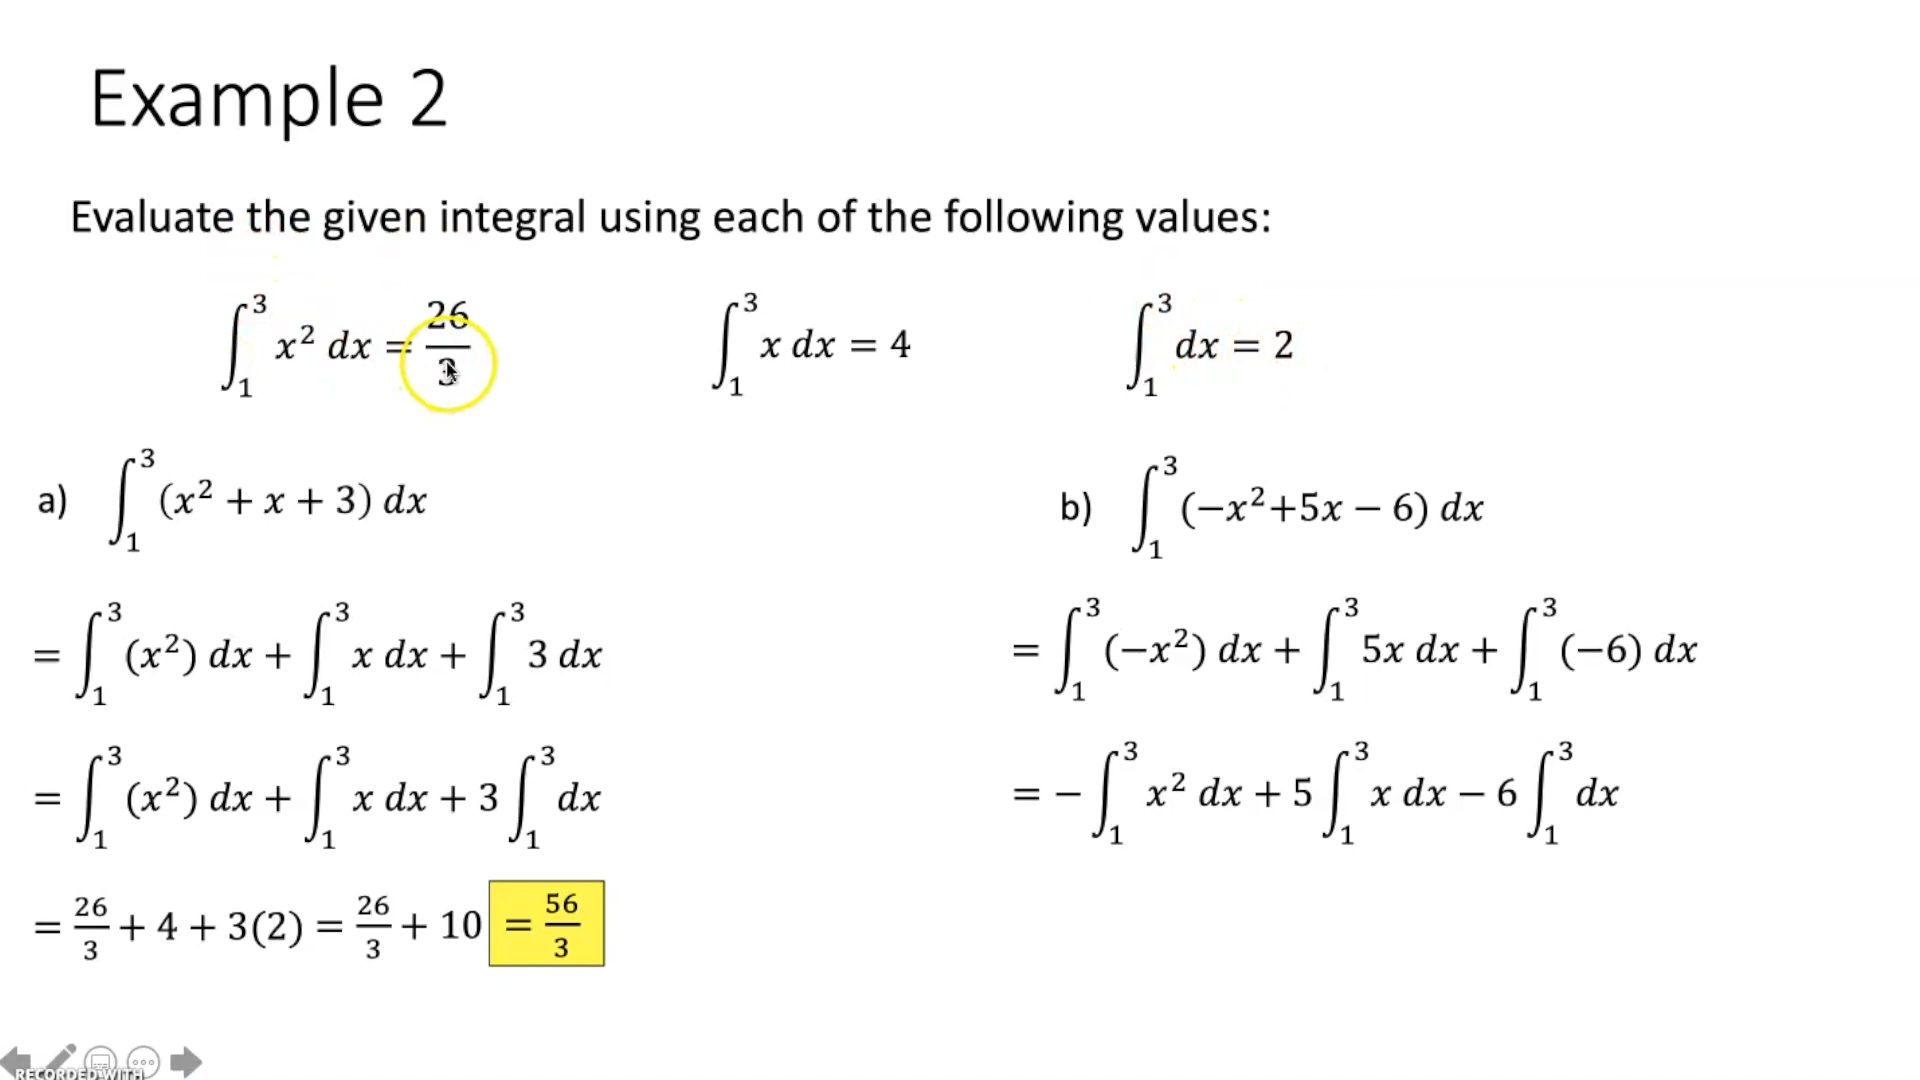 Example 2
Evaluate the given integral using each of the following values:
∫₁³ x² dx = 26/3
∫₁³ x dx = 4
∫₁³ dx = 2
a) ∫₁³ (x² + x + 3) dx
= ∫₁³ (x²) dx + ∫₁³ x dx + ∫₁³ 3 dx
= ∫₁³ (x²) dx + ∫₁³ x dx + 3 ∫₁³ dx
= 26/3 + 4 + 3(2) = 26/3 + 10 = 56/3
b) ∫₁³ (−x²+5x − 6) dx
= ∫₁³ (−x²) dx + ∫₁³ 5x dx + ∫₁³ (−6) dx
= − ∫₁³ x² dx + 5 ∫₁³ x dx − 6 ∫₁³ dx
RECORDED WITH